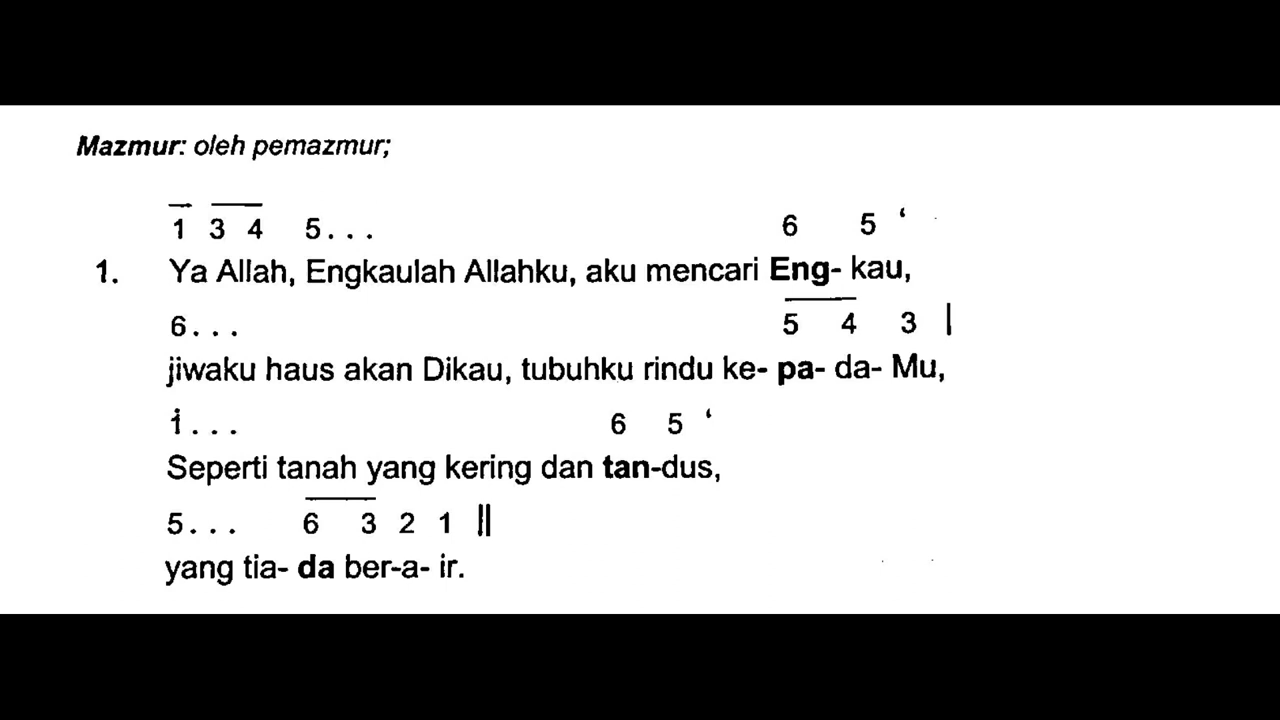 Mazmur: oleh pemazmur;
1 3 4 5... 6 5 ‘
1. Ya Allah, Engkaulah Allahku, aku mencari Eng- kau,
6... 5 4 3 |
jiwaku haus akan Dikau, tubuhku rindu ke- pa- da- Mu,
1̇... 6 5 ‘
Seperti tanah yang kering dan tan-dus,
5... 6 3 2 1 ||
yang tia- da ber-a- ir.